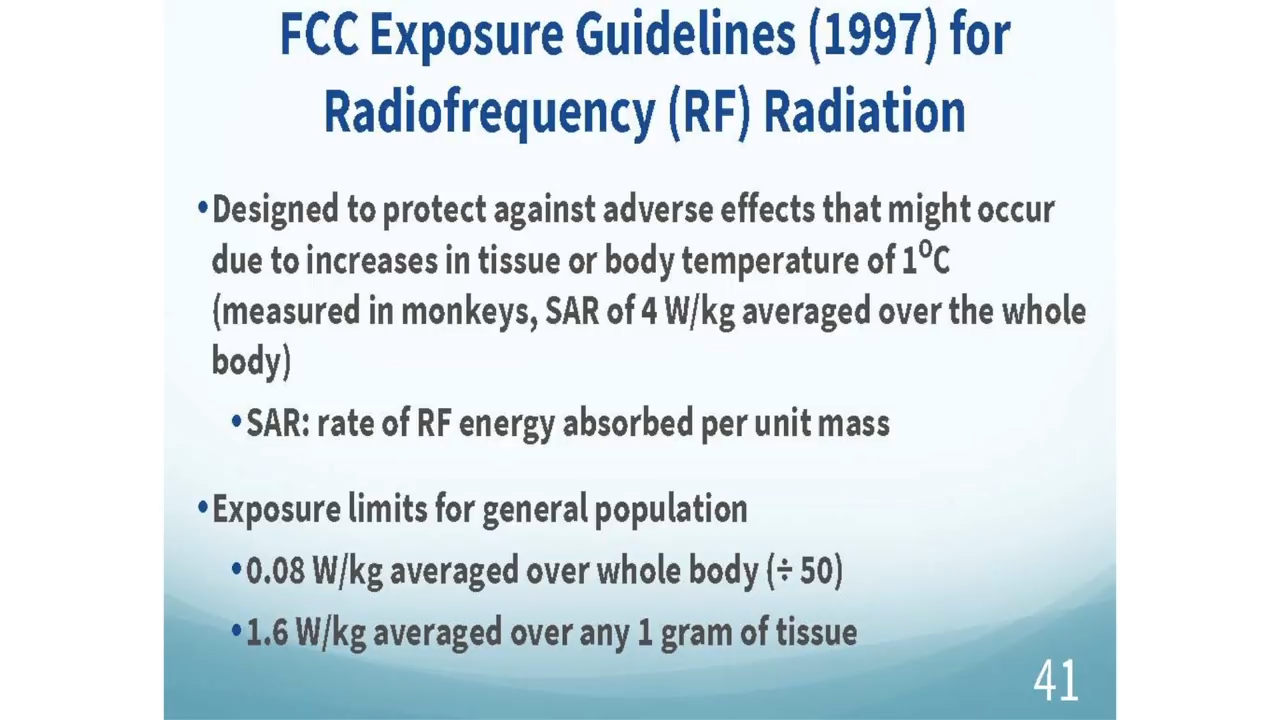 FCC Exposure Guidelines (1997) for
Radiofrequency (RF) Radiation
•Designed to protect against adverse effects that might occur
due to increases in tissue or body temperature of 1⁰C
(measured in monkeys, SAR of 4 W/kg averaged over the whole
body)
•SAR: rate of RF energy absorbed per unit mass
•Exposure limits for general population
•0.08 W/kg averaged over whole body (÷ 50)
•1.6 W/kg averaged over any 1 gram of tissue
41